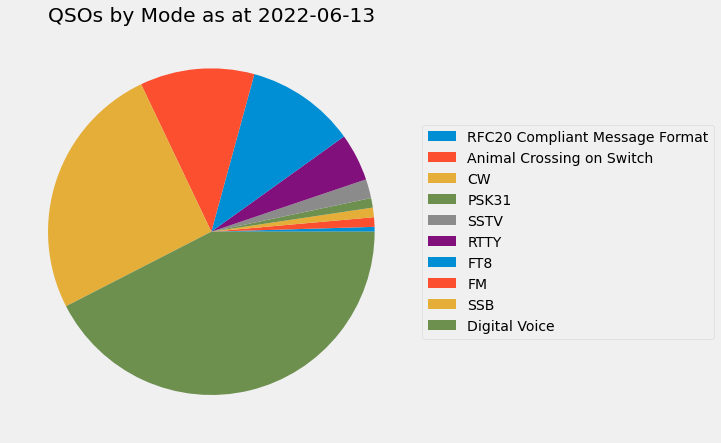 QSOs by Mode as at 2022-06-13
RFC20 Compliant Message Format
Animal Crossing on Switch
CW
PSK31
SSTV
RTTY
FT8
FM
SSB
Digital Voice